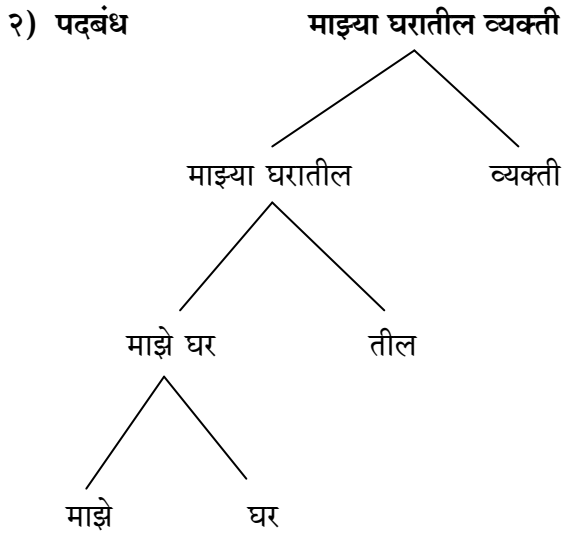 २) पदबंध माझ्या घरातील व्यक्ती
माझ्या घरातील व्यक्ती
माझे घर तील
माझे घर